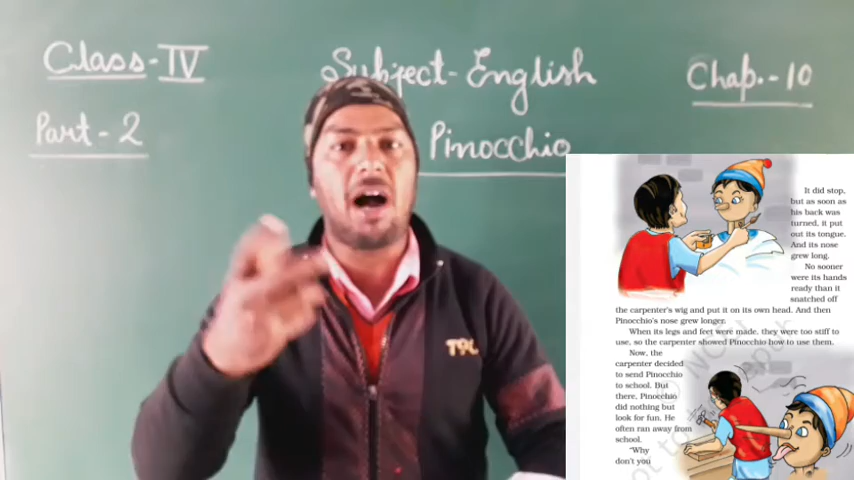 Class-IV
Subject-English
Chap.-10
Part-2
Pinocchio
It did stop,
but as soon as
his back was
turned, it put
out its tongue.
And its nose
grew long.
No sooner
were its hands
ready than it
snatched off
the carpenter's wig and put it on its own head. And then
Pinocchio's nose grew longer.
When its legs and feet were made, they were too stiff to
use, so the carpenter showed Pinocchio how to use them.
Now, the
carpenter decided
to send Pinocchio
to school. But
there, Pinocchio
did nothing but
look for fun. He
often ran away from
school.
"Why
don't you